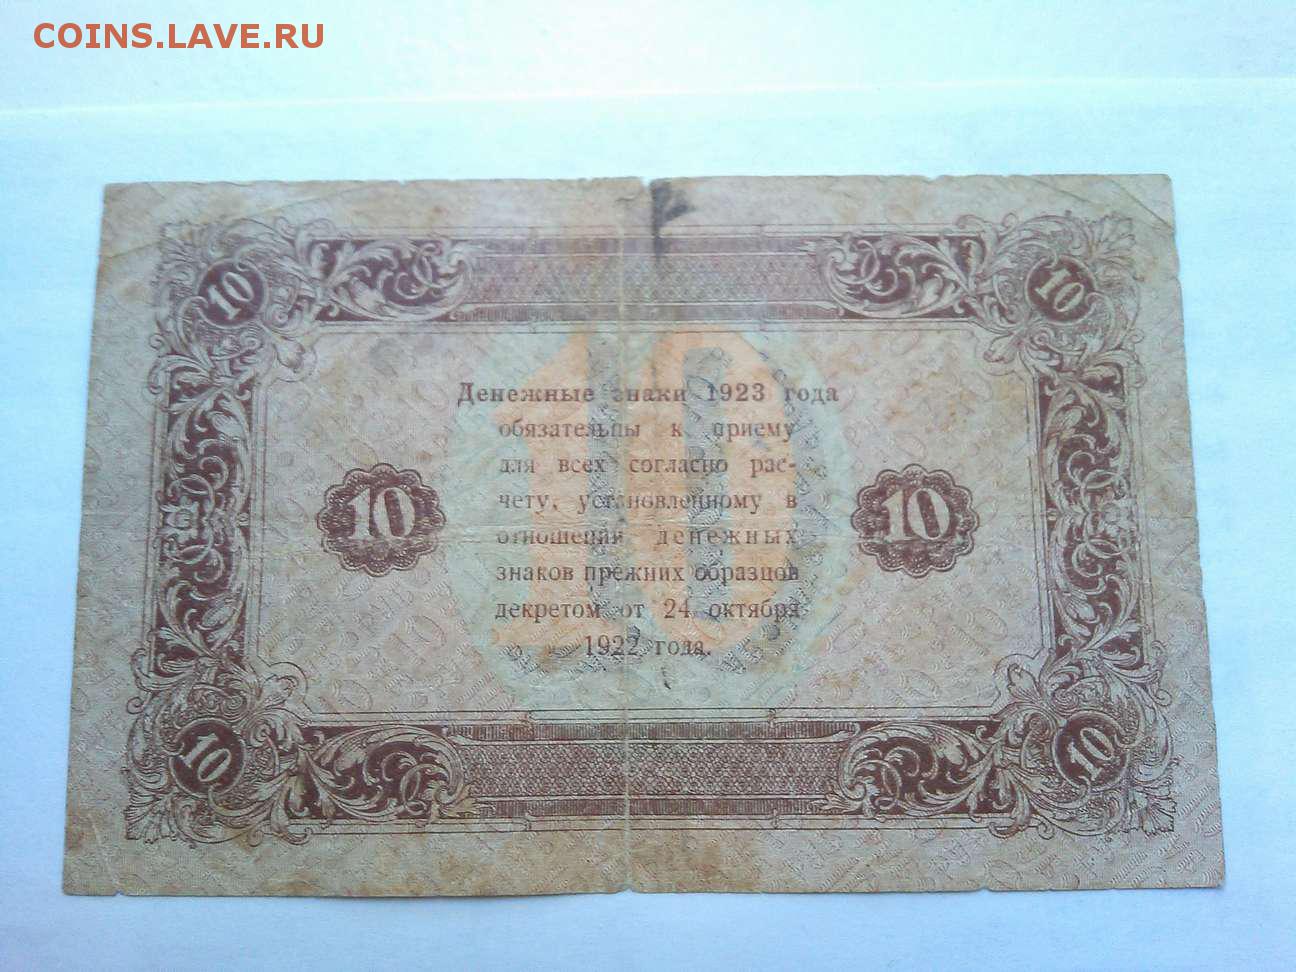 COINS.LAVE.RU
10 10
Денежные знаки 1923 года
обязательны к приему
для всех согласно рас-
чету, установленному в
отношении денежных
знаков прежних образцов
декретом от 24 октября
1922 года.
10
10 10
10 10